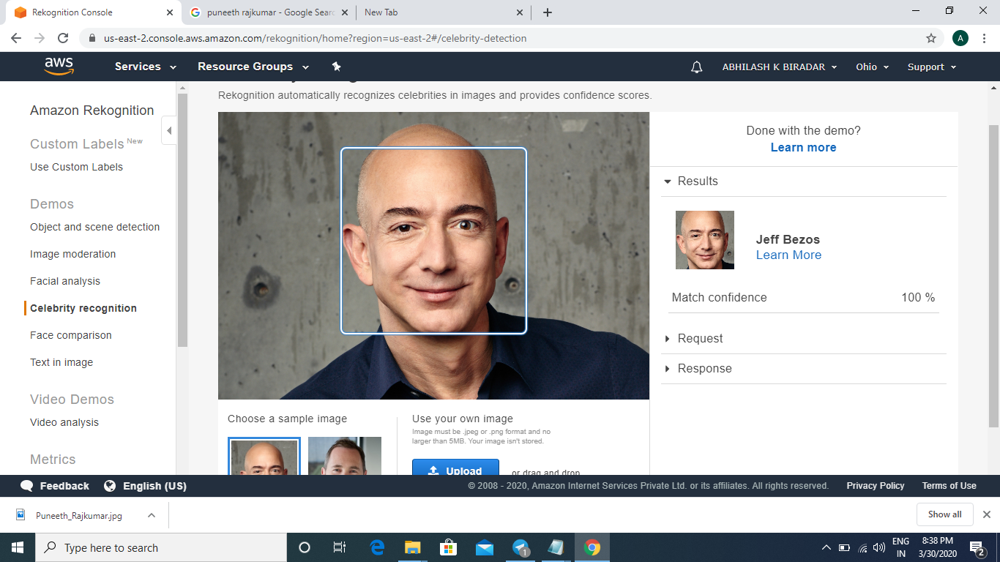 Rekognition Console
puneeth rajkumar - Google Searc
New Tab
us-east-2.console.aws.amazon.com/rekognition/home?region=us-east-2#/celebrity-detection
A
aws
Services
Resource Groups
ABHILASH K BIRADAR
Ohio
Support
Amazon Rekognition
Custom Labels New
Use Custom Labels
Demos
Object and scene detection
Image moderation
Facial analysis
Celebrity recognition
Face comparison
Text in image
Video Demos
Video analysis
Metrics
Rekognition automatically recognizes celebrities in images and provides confidence scores.
Choose a sample image
Use your own image
Image must be .jpeg or .png format and no
larger than 5MB. Your image isn't stored.
Upload
or drag and drop
Done with the demo?
Learn more
Results
Jeff Bezos
Learn More
Match confidence 100 %
Request
Response
Feedback
English (US)
© 2008 - 2020, Amazon Internet Services Private Ltd. or its affiliates. All rights reserved.
Privacy Policy
Terms of Use
Puneeth_Rajkumar.jpg
Show all
Type here to search
1
ENG
IN
8:38 PM
3/30/2020
2